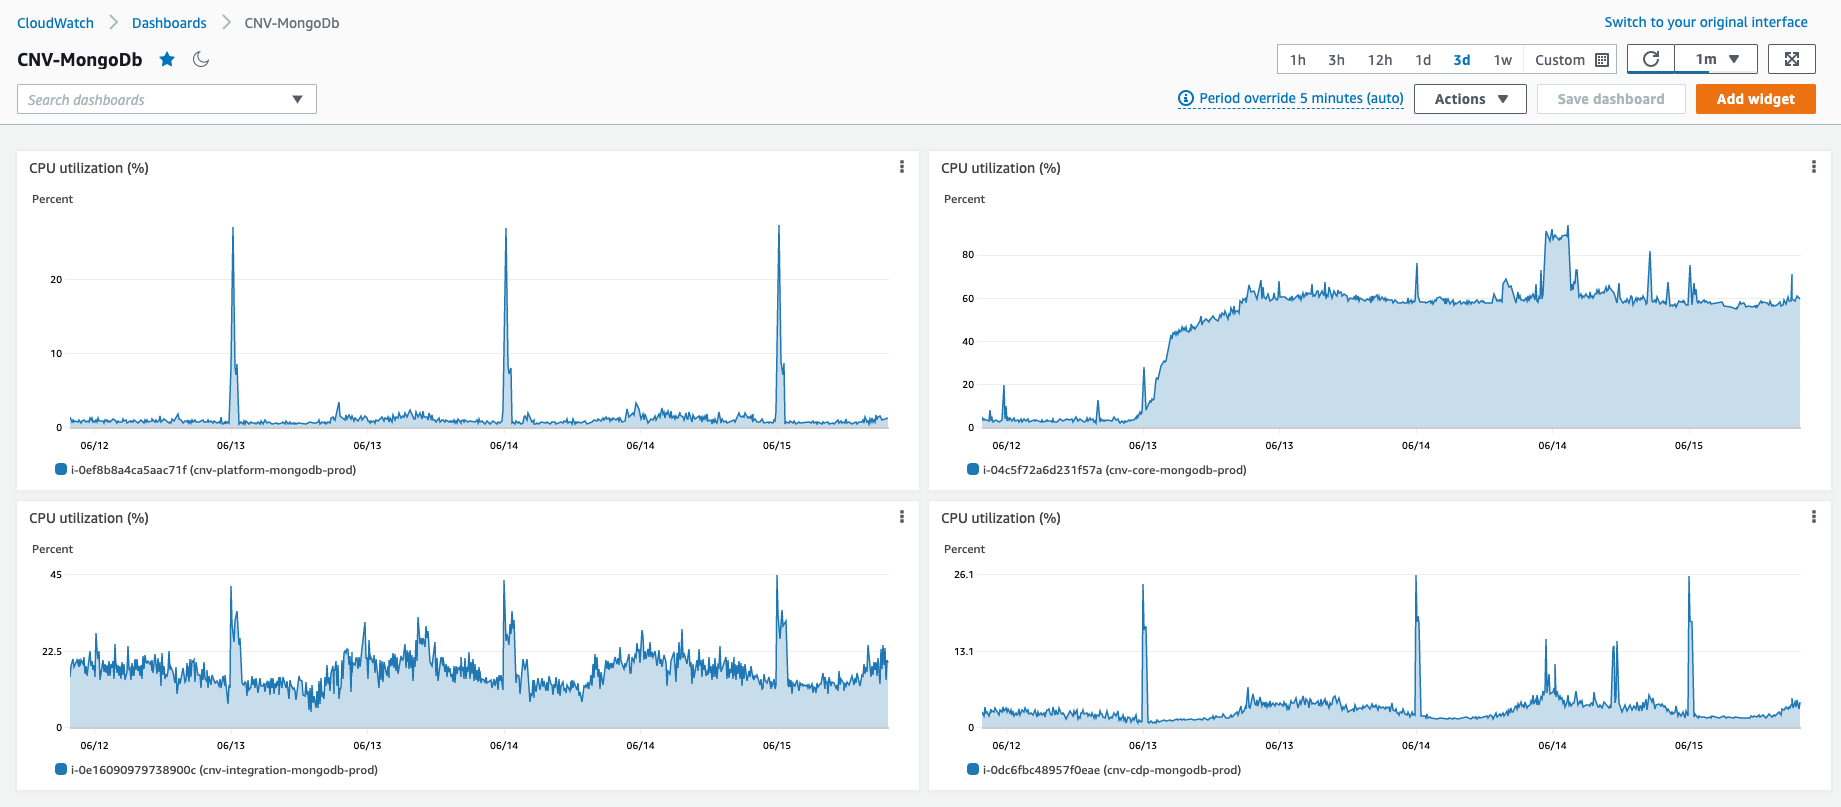 CloudWatch > Dashboards > CNV-MongoDb
Switch to your original interface
CNV-MongoDb
1h 3h 12h 1d 3d 1w Custom
1m
Search dashboards
Period override 5 minutes (auto)
Actions
Save dashboard
Add widget
CPU utilization (%)
Percent
20
10
0
06/12 06/13 06/13 06/14 06/14 06/15
i-0ef8b8a4ca5aac71f (cnv-platform-mongodb-prod)
CPU utilization (%)
Percent
80
60
40
20
0
06/12 06/13 06/13 06/14 06/14 06/15
i-04c5f72a6d231f57a (cnv-core-mongodb-prod)
CPU utilization (%)
Percent
45
22.5
0
06/12 06/13 06/13 06/14 06/14 06/15
i-0e16090979738900c (cnv-integration-mongodb-prod)
CPU utilization (%)
Percent
26.1
13.1
0
06/12 06/13 06/13 06/14 06/14 06/15
i-0dc6fbc48957f0eae (cnv-cdp-mongodb-prod)